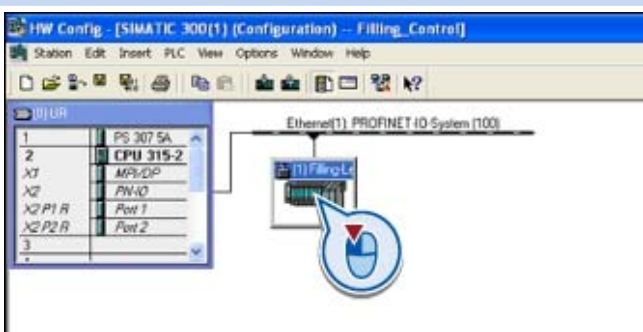 HW Config - [SIMATIC 300(1) (Configuration) -- Filling_Control]
Station Edit Insert PLC View Options Window Help
(0) UR
1 PS 307 5A
2 CPU 315-2
X1 MPI/DP
X2 PN-IO
X2 P1 R Port 1
X2 P2 R Port 2
3
Ethernet(1): PROFINET-IO-System (100)
(1) Filling-Le